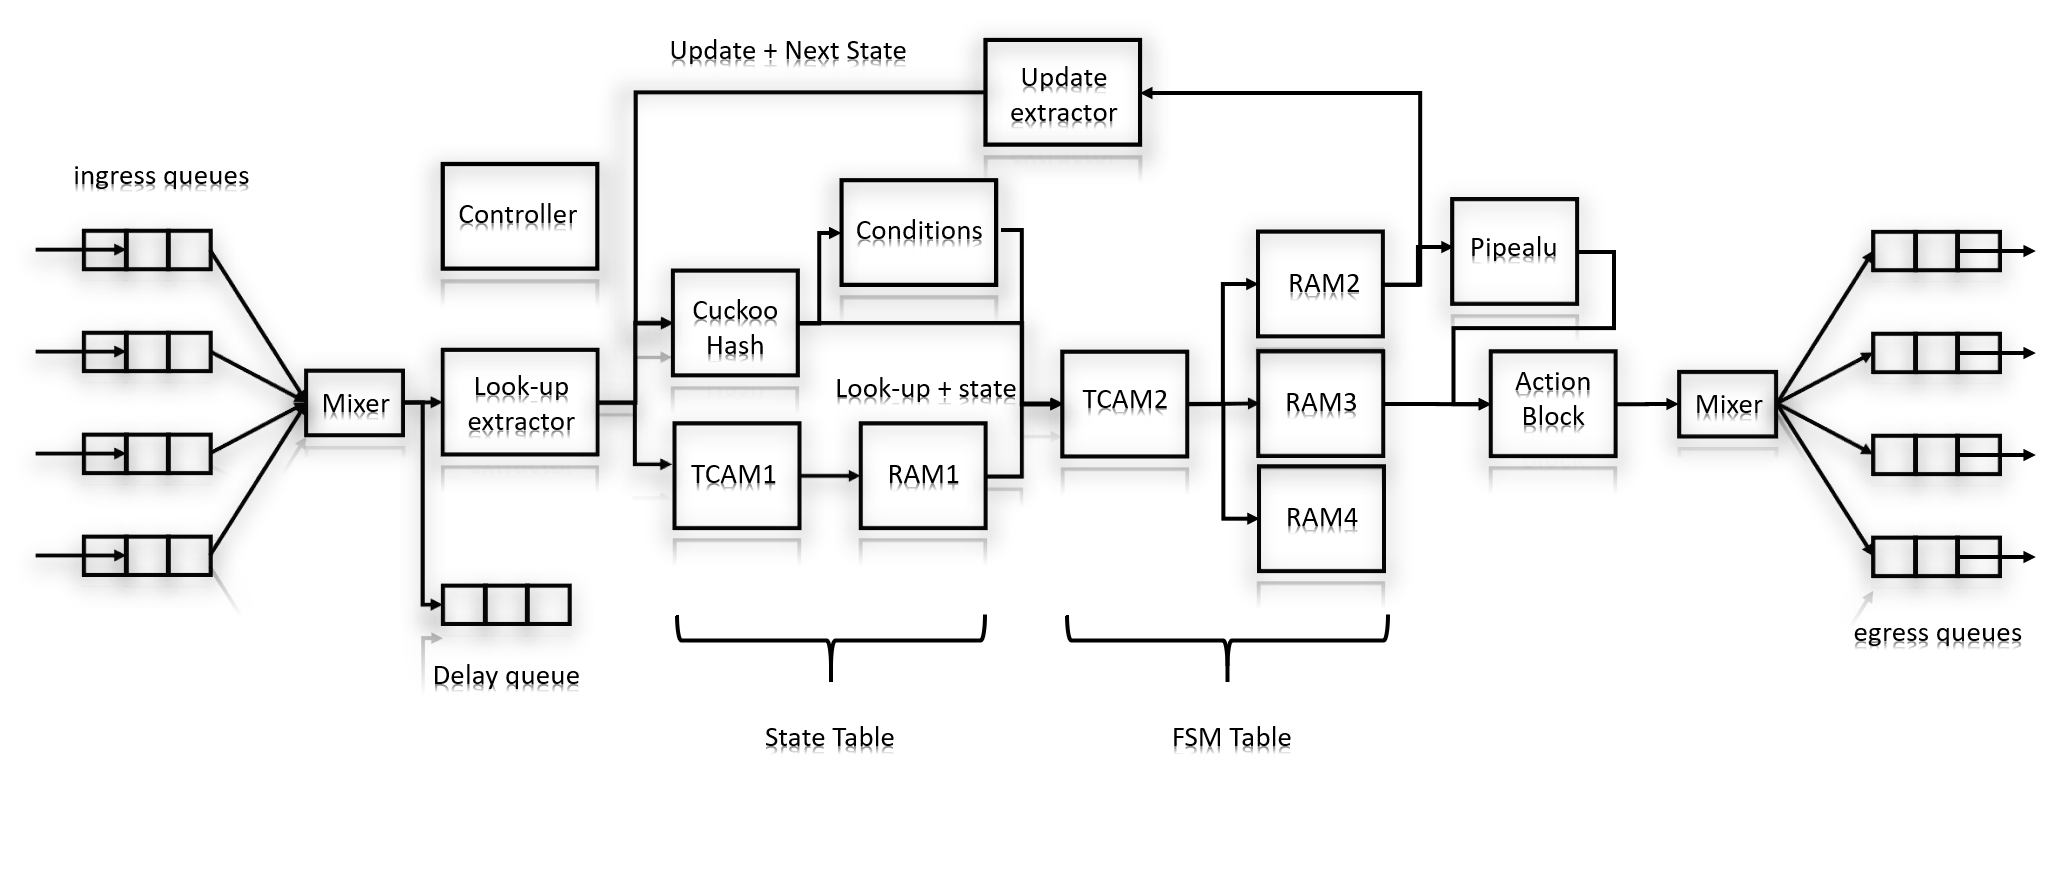 Update + Next State
Update
extractor
ingress queues
Controller
Conditions
Pipealu
Cuckoo
Hash
RAM2
Mixer
Look-up
extractor
Look-up + state
TCAM2
RAM3
Action
Block
Mixer
TCAM1
RAM1
RAM4
Delay queue
egress queues
State Table
FSM Table